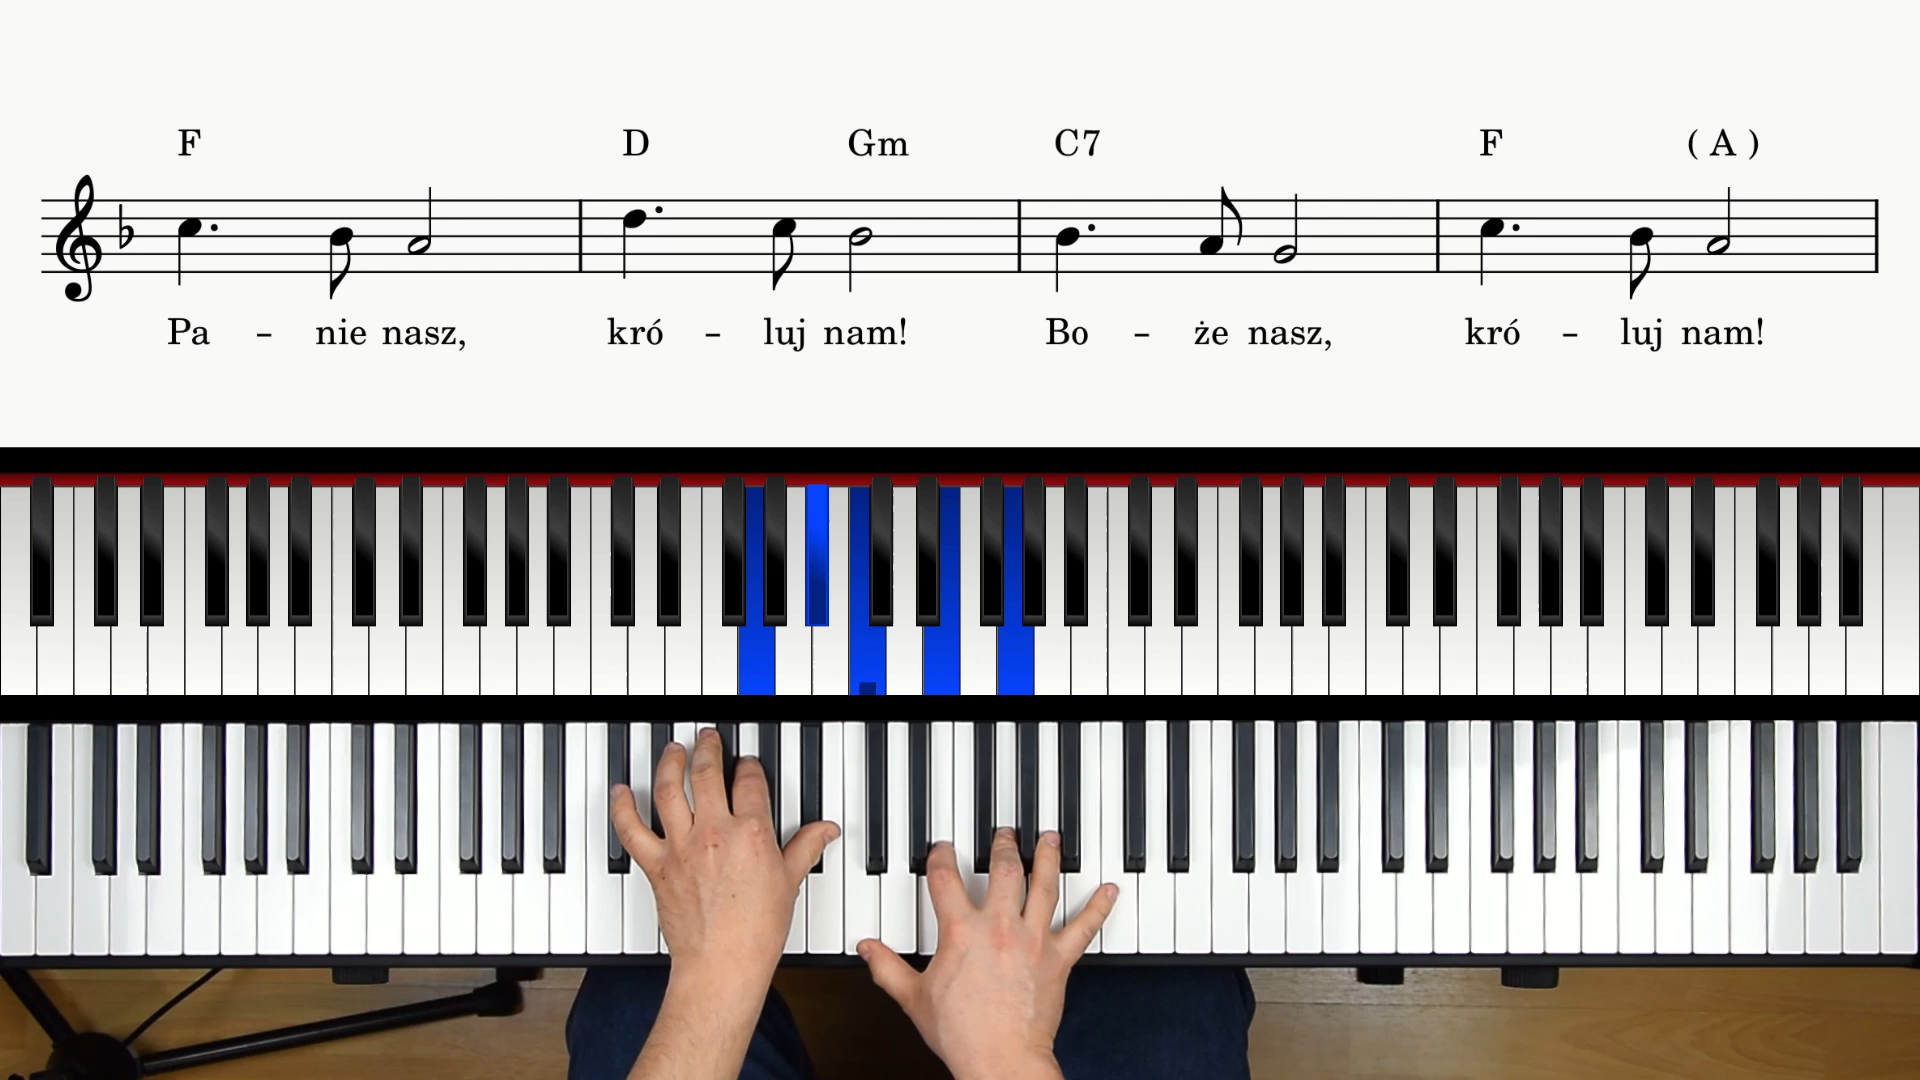 F D Gm C7 F ( A )
Pa - nie nasz, kró - luj nam! Bo - że nasz, kró - luj nam!